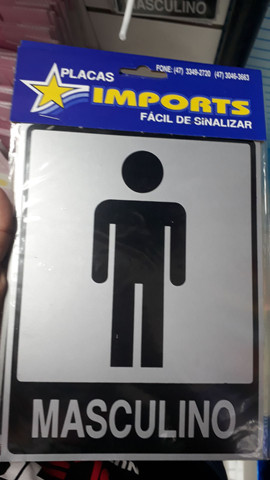 MASCULINO
PLACAS
FONE: (47) 3349-2720 (47) 3046-3663
IMPORTS
FÁCIL DE SiNALIZAR
MASCULINO